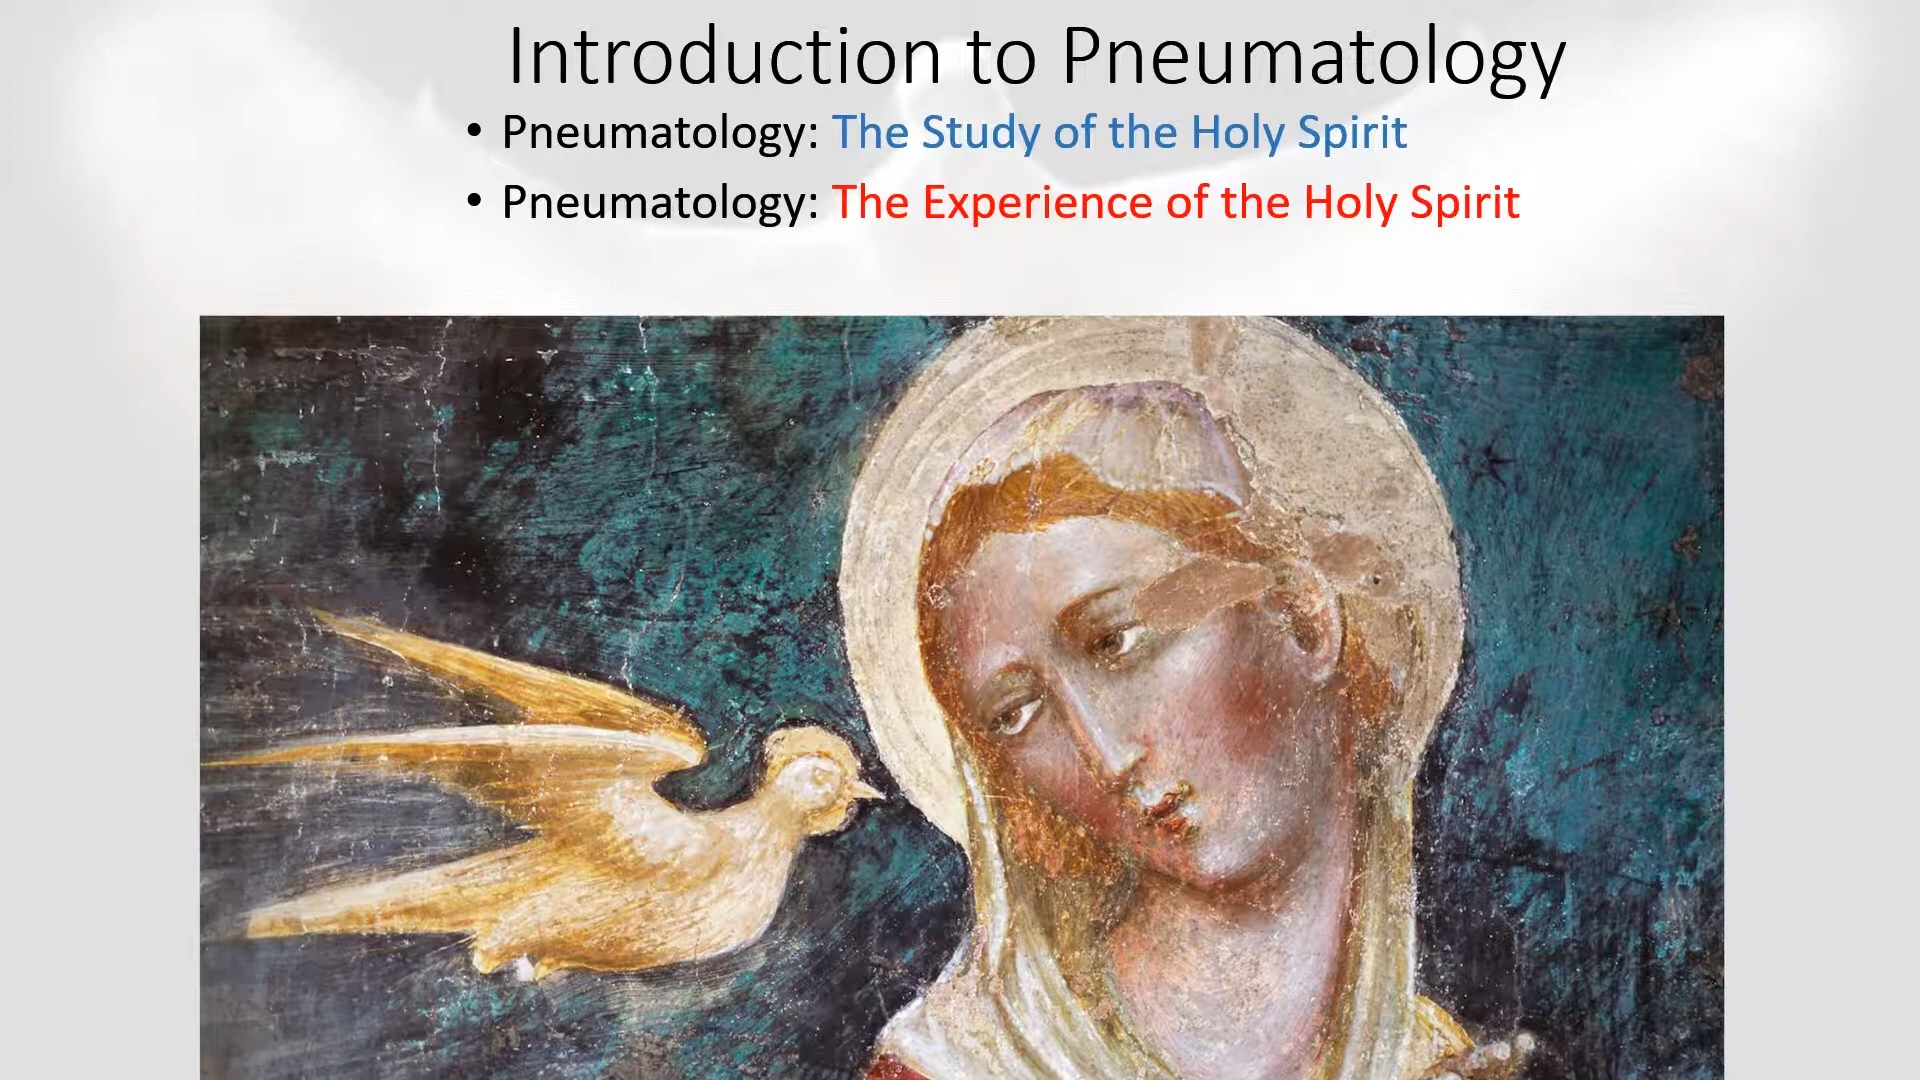 Introduction to Pneumatology
• Pneumatology: The Study of the Holy Spirit
• Pneumatology: The Experience of the Holy Spirit